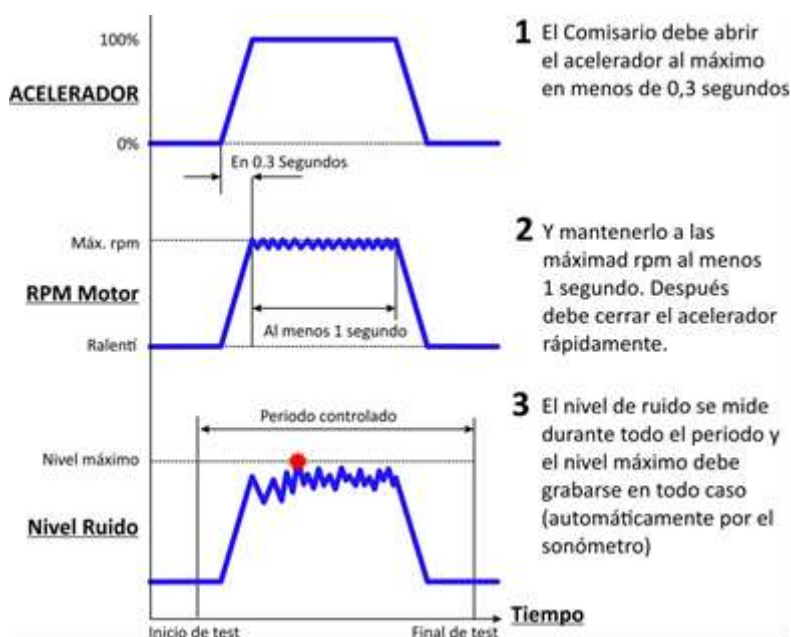 100%
ACELERADOR
0%
En 0.3 Segundos
1 El Comisario debe abrir
el acelerador al máximo
en menos de 0,3 segundos
Máx. rpm
RPM Motor
Al menos 1 segundo
Ralentí
2 Y mantenerlo a las
máximad rpm al menos
1 segundo. Después
debe cerrar el acelerador
rápidamente.
Periodo controlado
Nivel máximo
Nivel Ruido
3 El nivel de ruido se mide
durante todo el periodo y
el nivel máximo debe
grabarse en todo caso
(automáticamente por el
sonómetro)
Tiempo
Inicio de test
Final de test